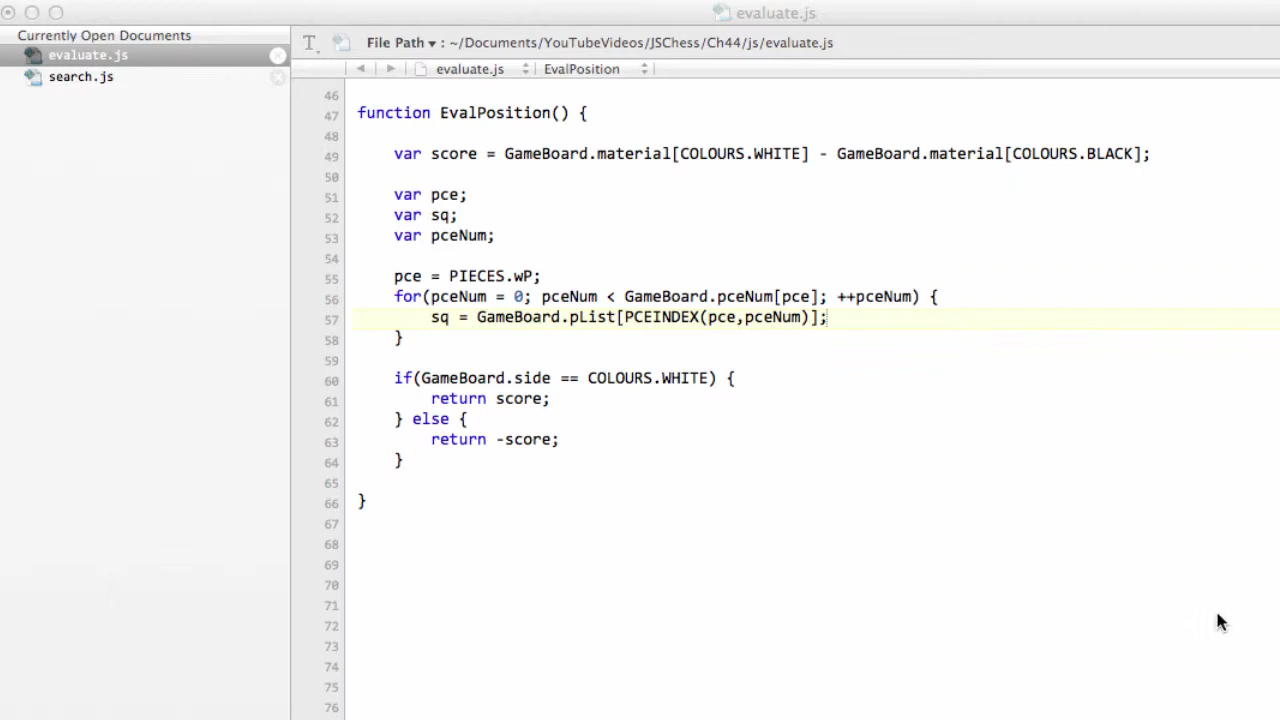 evaluate.js
Currently Open Documents
evaluate.js
search.js
File Path ▾ : ~/Documents/YouTubeVideos/JSChess/Ch44/js/evaluate.js
evaluate.js EvalPosition
46
47 function EvalPosition() {
48
49 var score = GameBoard.material[COLOURS.WHITE] - GameBoard.material[COLOURS.BLACK];
50
51 var pce;
52 var sq;
53 var pceNum;
54
55 pce = PIECES.wP;
56 for(pceNum = 0; pceNum < GameBoard.pceNum[pce]; ++pceNum) {
57 sq = GameBoard.pList[PCEINDEX(pce,pceNum)];
58 }
59
60 if(GameBoard.side == COLOURS.WHITE) {
61 return score;
62 } else {
63 return -score;
64 }
65
66 }
67
68
69
70
71
72
73
74
75
76